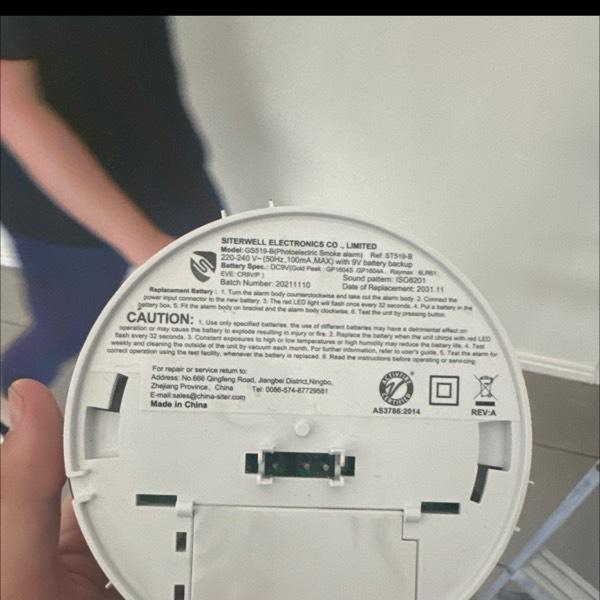 SITERWELL ELECTRONICS CO ., LIMITED
Model: GS519-B(Photoelectric Smoke alarm) Ref: ST519-B
220-240 V~(50Hz,100mA,MAX) with 9V battery backup
Battery Spec.: DC9V(Gold Peak: GP1604S GP1604A, Raymax: 6LR61,
EVE: CR9V/P.) Sound pattern: ISO8201
Batch Number: 20211110 Date of Replacement: 2031.11
Replacement Battery: 1. Turn the alarm body counterclockwise and take out the alarm body. 2. Connect the
power input connector to the new battery. 3. The red LED light will flash once every 32 seconds. 4. Put a battery in the
battery box. 5. Fit the alarm body on bracket and the alarm body clockwise. 6. Test the unit by pressing button.
CAUTION: 1. Use only specified batteries, the use of different batteries may have a detrimental effect on
operation or may cause the battery to explode resulting in injury or fire. 2. Replace the battery when the unit chirps with red LED
flash every 32 seconds. 3. Constant exposures to high or low temperatures or high humidity may reduce the battery life. 4. Test
weekly and cleaning the outside of the unit by vacuum each month. For further information, refer to user's guide. 5. Test the alarm for
correct operation using the test facility, whenever the battery is replaced. 6. Read the instructions before operating or servicing.
For repair or service return to:
Address: No.666 Qingfeng Road, Jiangbei District,Ningbo,
Zhejiang Province, China Tel: 0086-574-87729581
E-mail:sales@china-siter.com
Made in China
ACTIVFIRE
CERTIFIED
AS3786:2014
REV:A